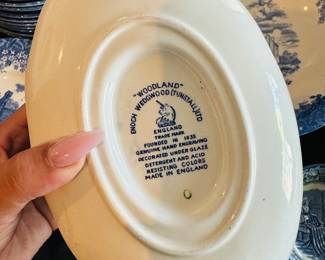 "WOODLAND"
ENOCH WEDGWOOD (TUNSTALL) LTD
ENGLAND
TRADE MARK
FOUNDED IN 1835
GENUINE HAND ENGRAVING
DECORATED UNDER GLAZE
DETERGENT AND ACID
RESISTING COLORS
MADE IN ENGLAND